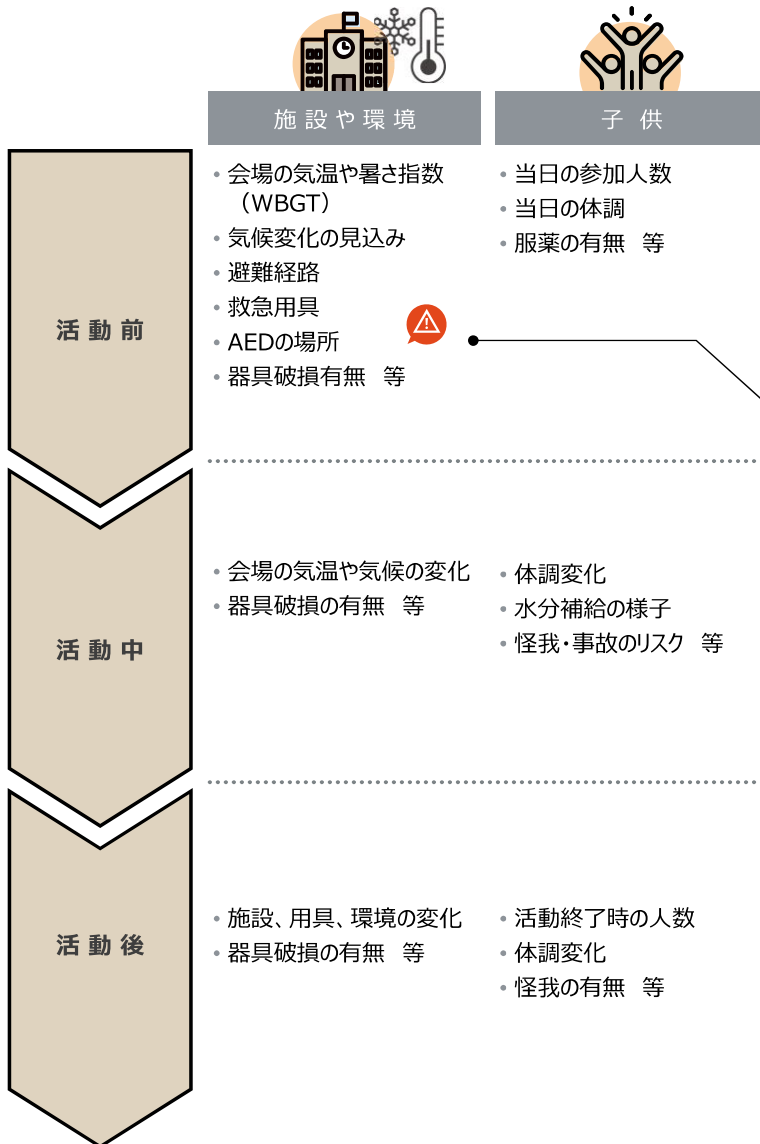 施設や環境
子供
活動前
・会場の気温や暑さ指数
（WBGT）
・気候変化の見込み
・避難経路
・救急用具
・AEDの場所
・器具破損有無　等
・当日の参加人数
・当日の体調
・服薬の有無　等
活動中
・会場の気温や気候の変化
・器具破損の有無　等
・体調変化
・水分補給の様子
・怪我・事故のリスク　等
活動後
・施設、用具、環境の変化
・器具破損の有無　等
・活動終了時の人数
・体調変化
・怪我の有無　等